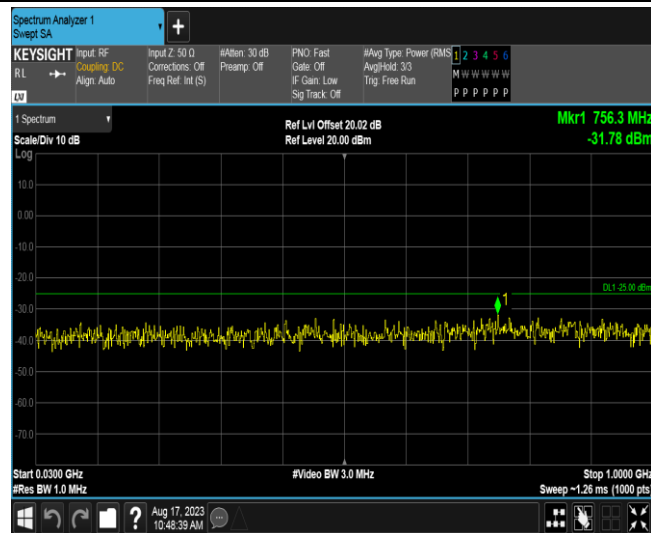 Spectrum Analyzer 1
Swept SA
+
KEYSIGHT
RL
LXI
Input: RF
Coupling: DC
Align: Auto
Input Z: 50 Ω
Corrections: Off
Freq Ref: Int (S)
#Atten: 30 dB
Preamp: Off
PNO: Fast
Gate: Off
IF Gain: Low
Sig Track: Off
#Avg Type: Power (RMS
Avg|Hold: 3/3
Trig: Free Run
1 2 3 4 5 6
M W W W W W
P P P P P P
1 Spectrum
Scale/Div 10 dB
Log
Ref Lvl Offset 20.02 dB
Ref Level 20.00 dBm
Mkr1 756.3 MHz
-31.78 dBm
10.0
0.00
-10.0
-20.0
DL1 -25.00 dBm
1
-30.0
-40.0
-50.0
-60.0
-70.0
Start 0.0300 GHz
#Res BW 1.0 MHz
#Video BW 3.0 MHz
Stop 1.0000 GHz
Sweep ~1.26 ms (1000 pts)
?
Aug 17, 2023
10:48:39 AM